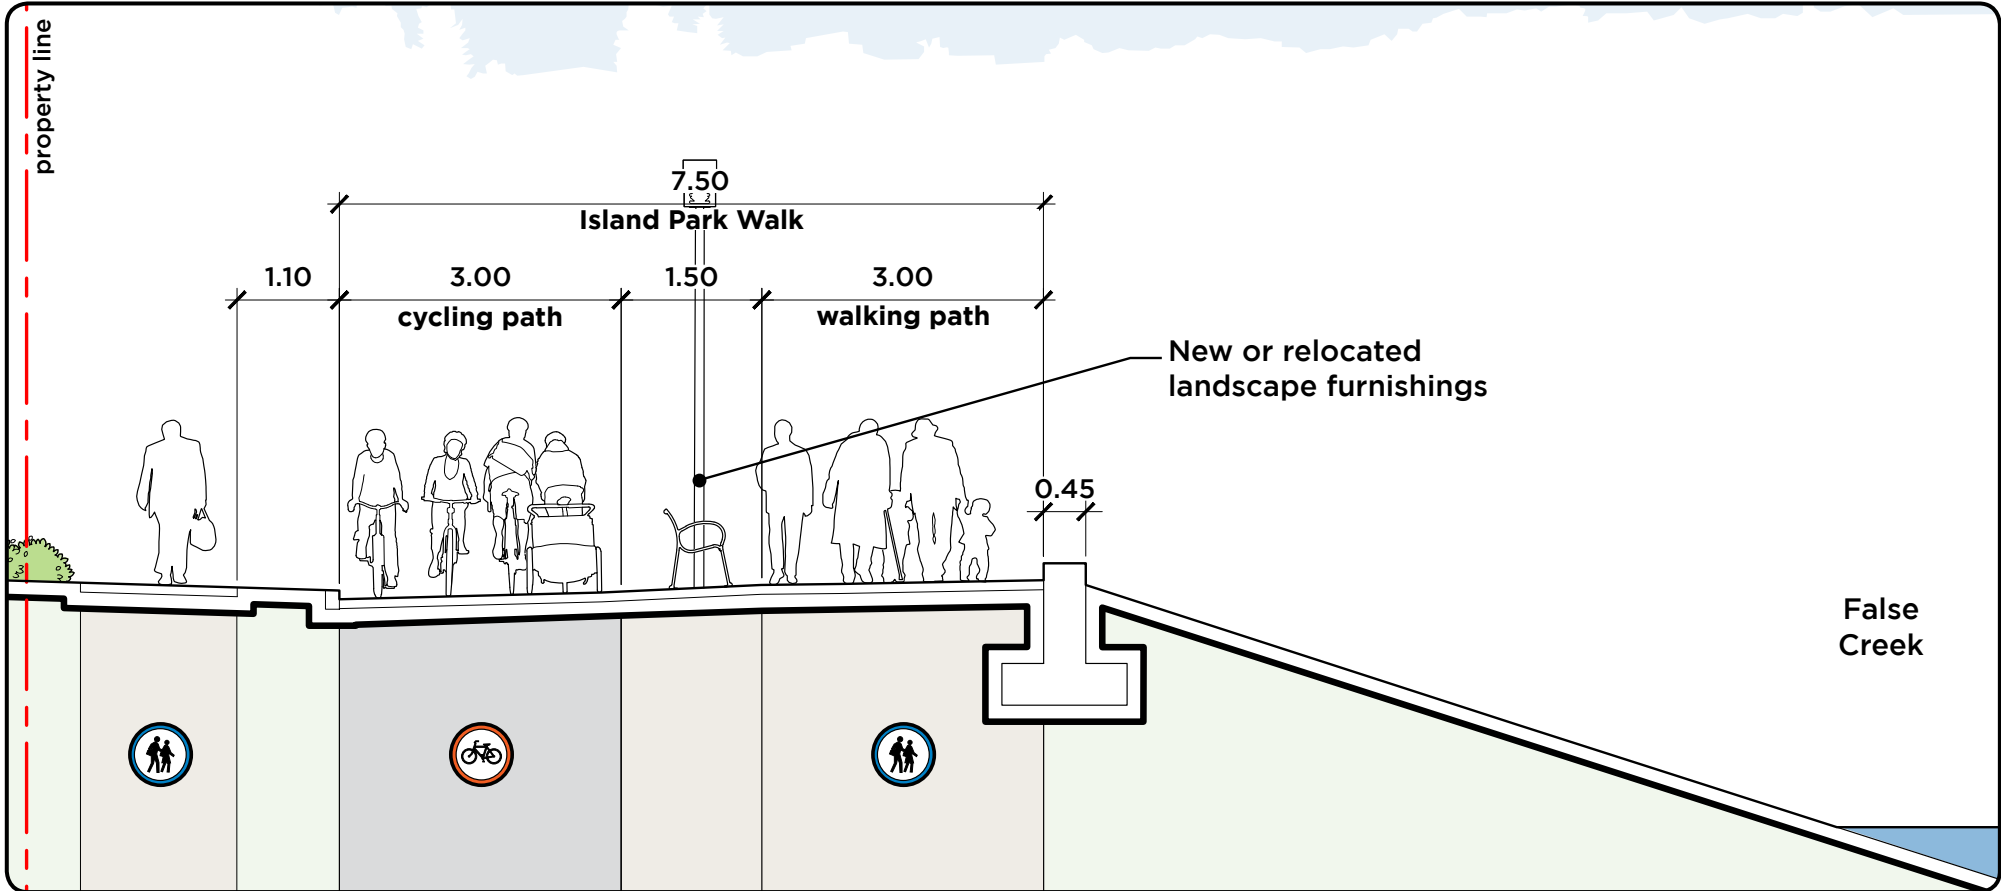 property line
7.50
Island Park Walk
1.10
3.00
1.50
3.00
cycling path
walking path
New or relocated
landscape furnishings
0.45
False
Creek